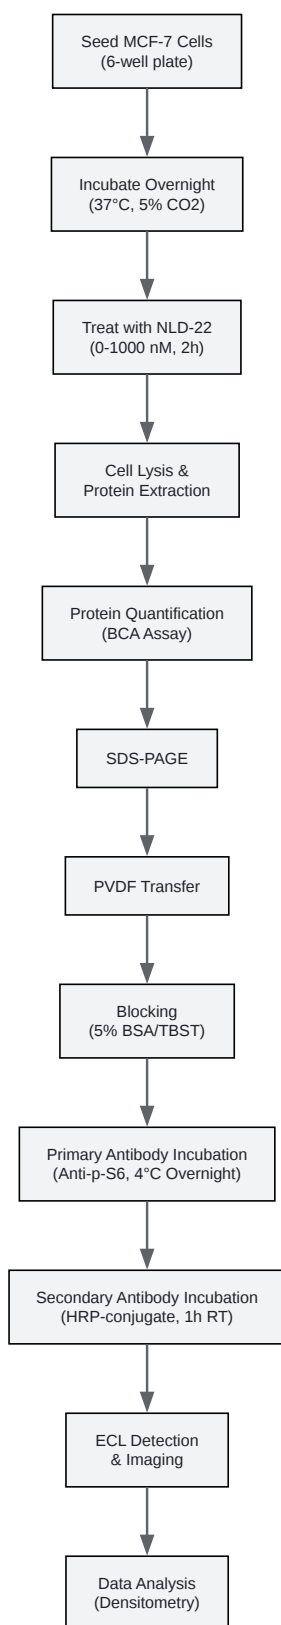 Seed MCF-7 Cells
(6-well plate)
Incubate Overnight
(37°C, 5% CO2)
Treat with NLD-22
(0-1000 nM, 2h)
Cell Lysis &
Protein Extraction
Protein Quantification
(BCA Assay)
SDS-PAGE
PVDF Transfer
Blocking
(5% BSA/TBST)
Primary Antibody Incubation
(Anti-p-S6, 4°C Overnight)
Secondary Antibody Incubation
(HRP-conjugate, 1h RT)
ECL Detection
& Imaging
Data Analysis
(Densitometry)